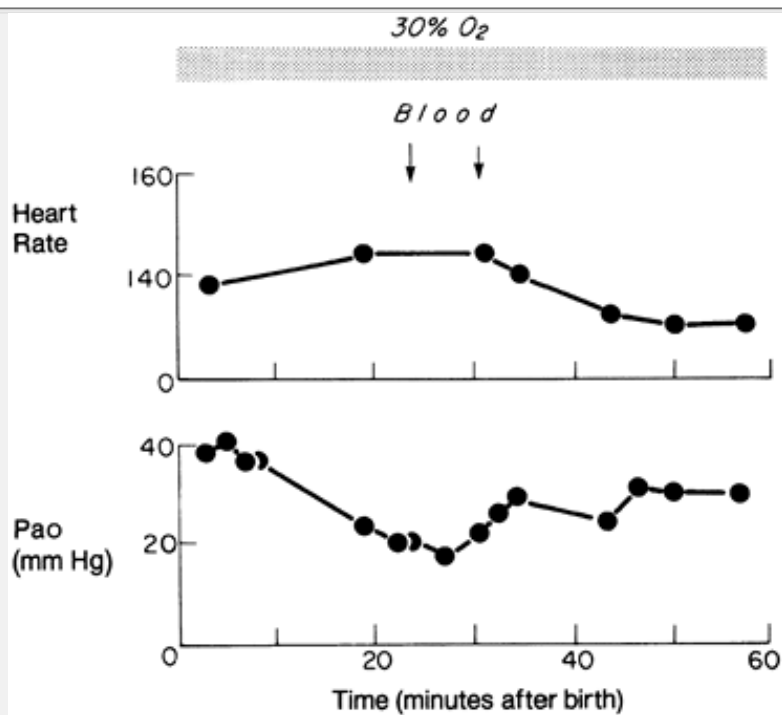 30% O₂
Blood
160
Heart
Rate
140
0
40
Pao
(mm Hg)
20
0 20 40 60
Time (minutes after birth)